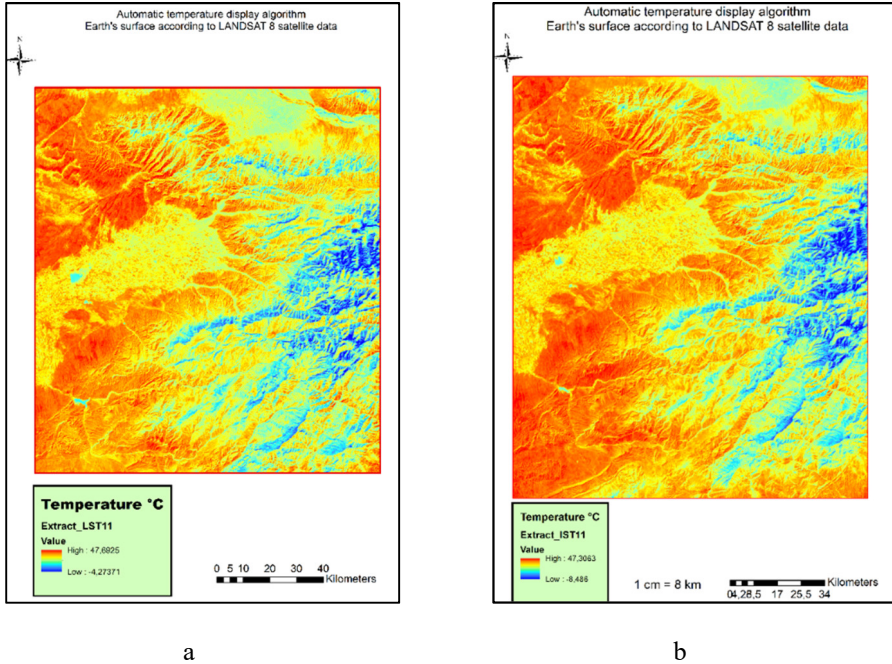 Automatic temperature display algorithm
Earth's surface according to LANDSAT 8 satellite data
N
Temperature °C
Extract_LST11
Value
High : 47,6925
Low : -4,27371
0 5 10 20 30 40
Kilometers
a
Automatic temperature display algorithm
Earth's surface according to LANDSAT 8 satellite data
N
Temperature °C
Extract_IST11
Value
High : 47,3063
Low : -8,486
1 cm = 8 km
Kilometers
04,28,5 17 25,5 34
b